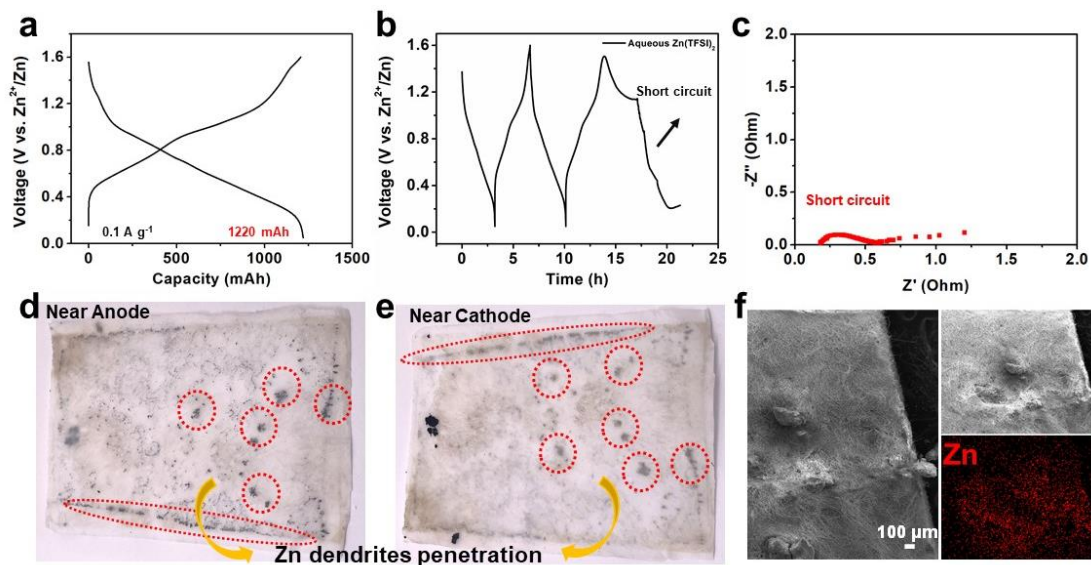 a
1.6
1.2
0.8
0.4
0.0
Voltage (V vs. Zn²⁺/Zn)
0.1 A g⁻¹
1220 mAh
0
500
1000
1500
Capacity (mAh)
b
1.6
1.2
0.8
0.4
0.0
Voltage (V vs. Zn²⁺/Zn)
Aqueous Zn(TFSI)₂
Short circuit
0
5
10
15
20
25
Time (h)
c
2.0
1.5
1.0
0.5
0.0
-Z'' (Ohm)
Short circuit
0.0
0.5
1.0
1.5
2.0
Z' (Ohm)
d
Near Anode
e
Near Cathode
Zn dendrites penetration
f
Zn
100 µm